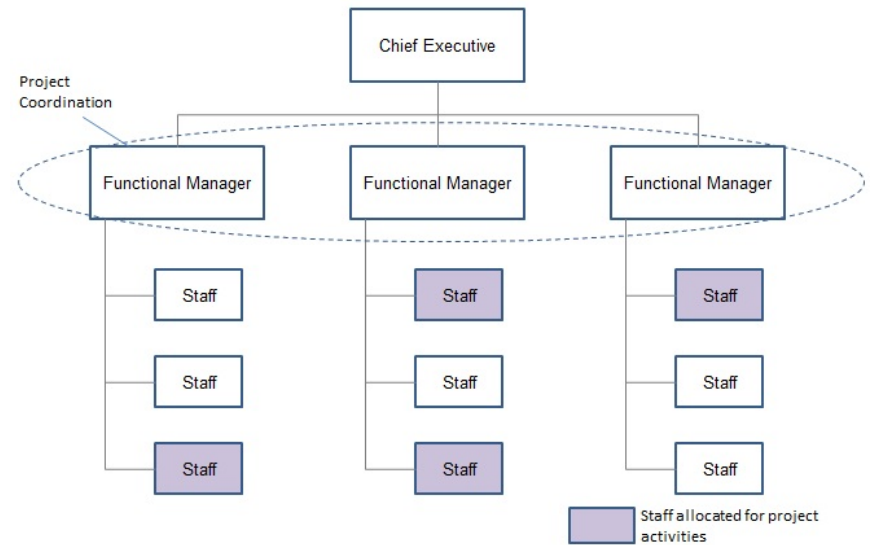 Chief Executive
Project
Coordination
Functional Manager
Functional Manager
Functional Manager
Staff
Staff
Staff
Staff
Staff
Staff
Staff
Staff
Staff
Staff allocated for project
activities